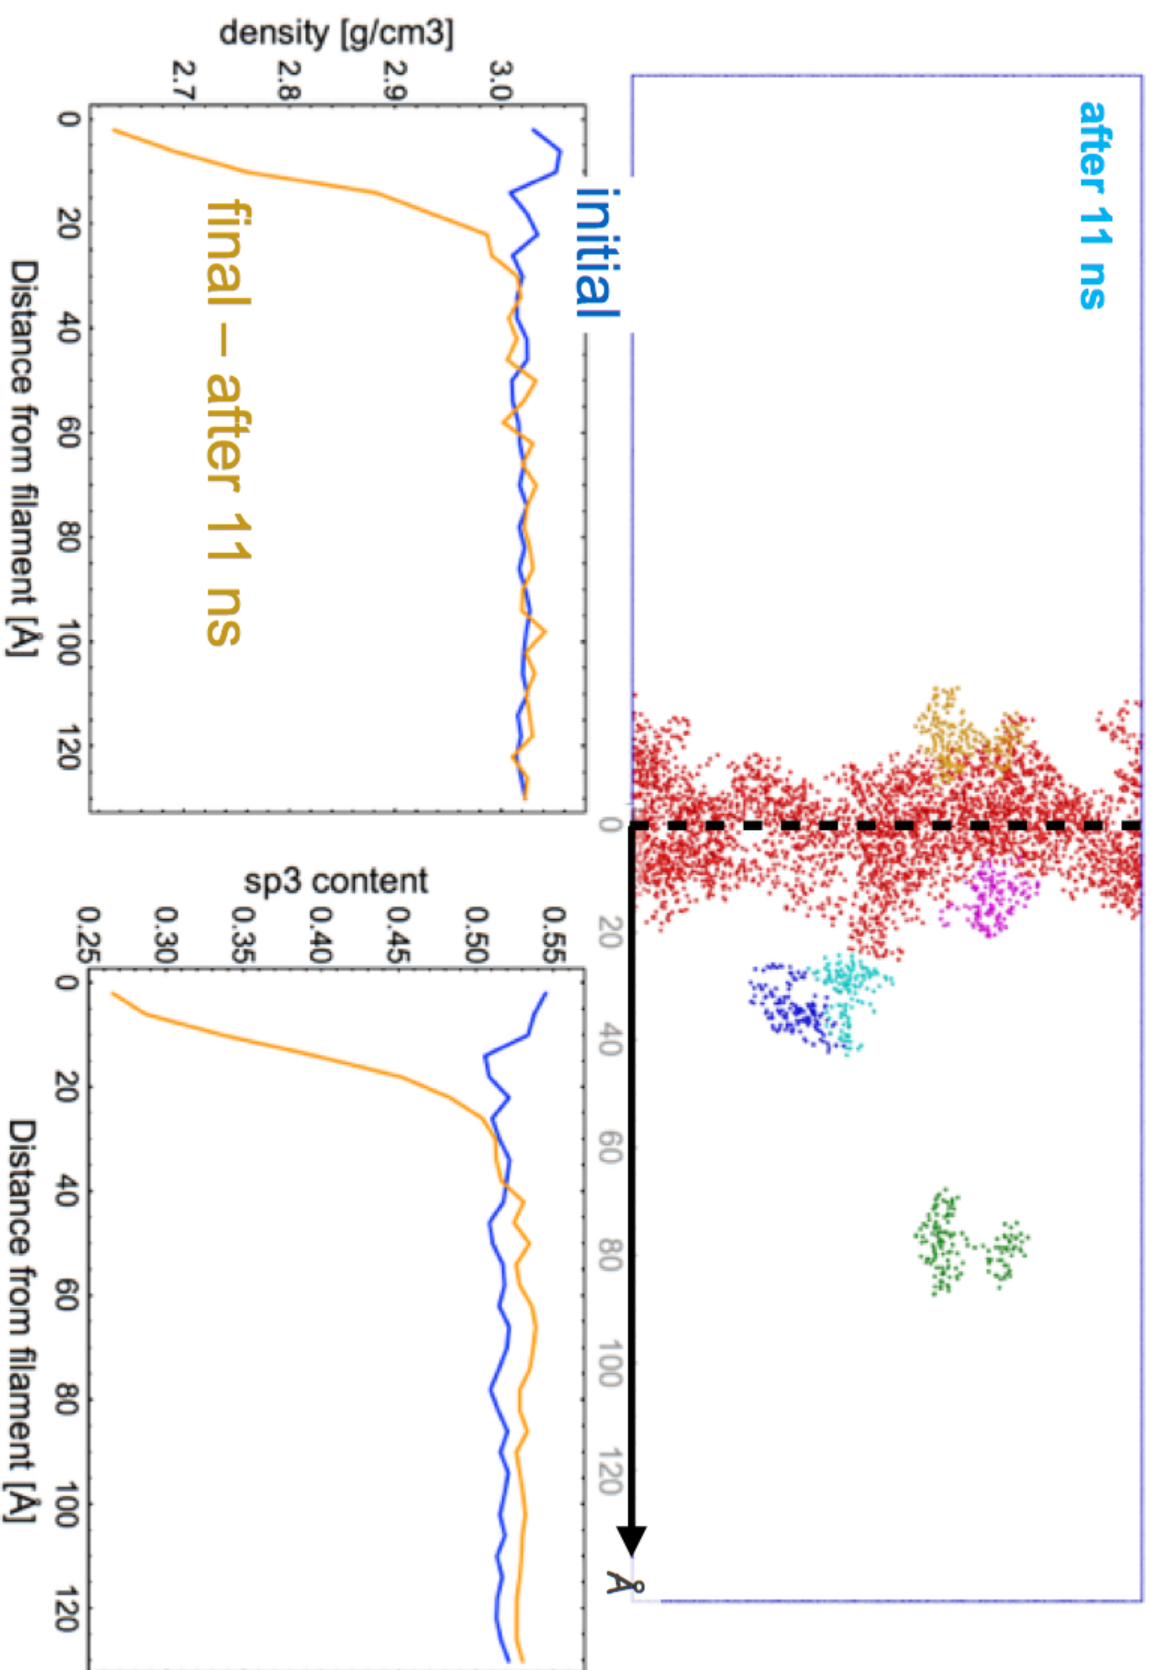 after 11 ns
0 20 40 60 80 100 120 Å
initial
final – after 11 ns
density [g/cm3]
3.0
2.9
2.8
2.7
0 20 40 60 80 100 120
Distance from filament [Å]
sp3 content
0.55
0.50
0.45
0.40
0.35
0.30
0.25
0 20 40 60 80 100 120
Distance from filament [Å]